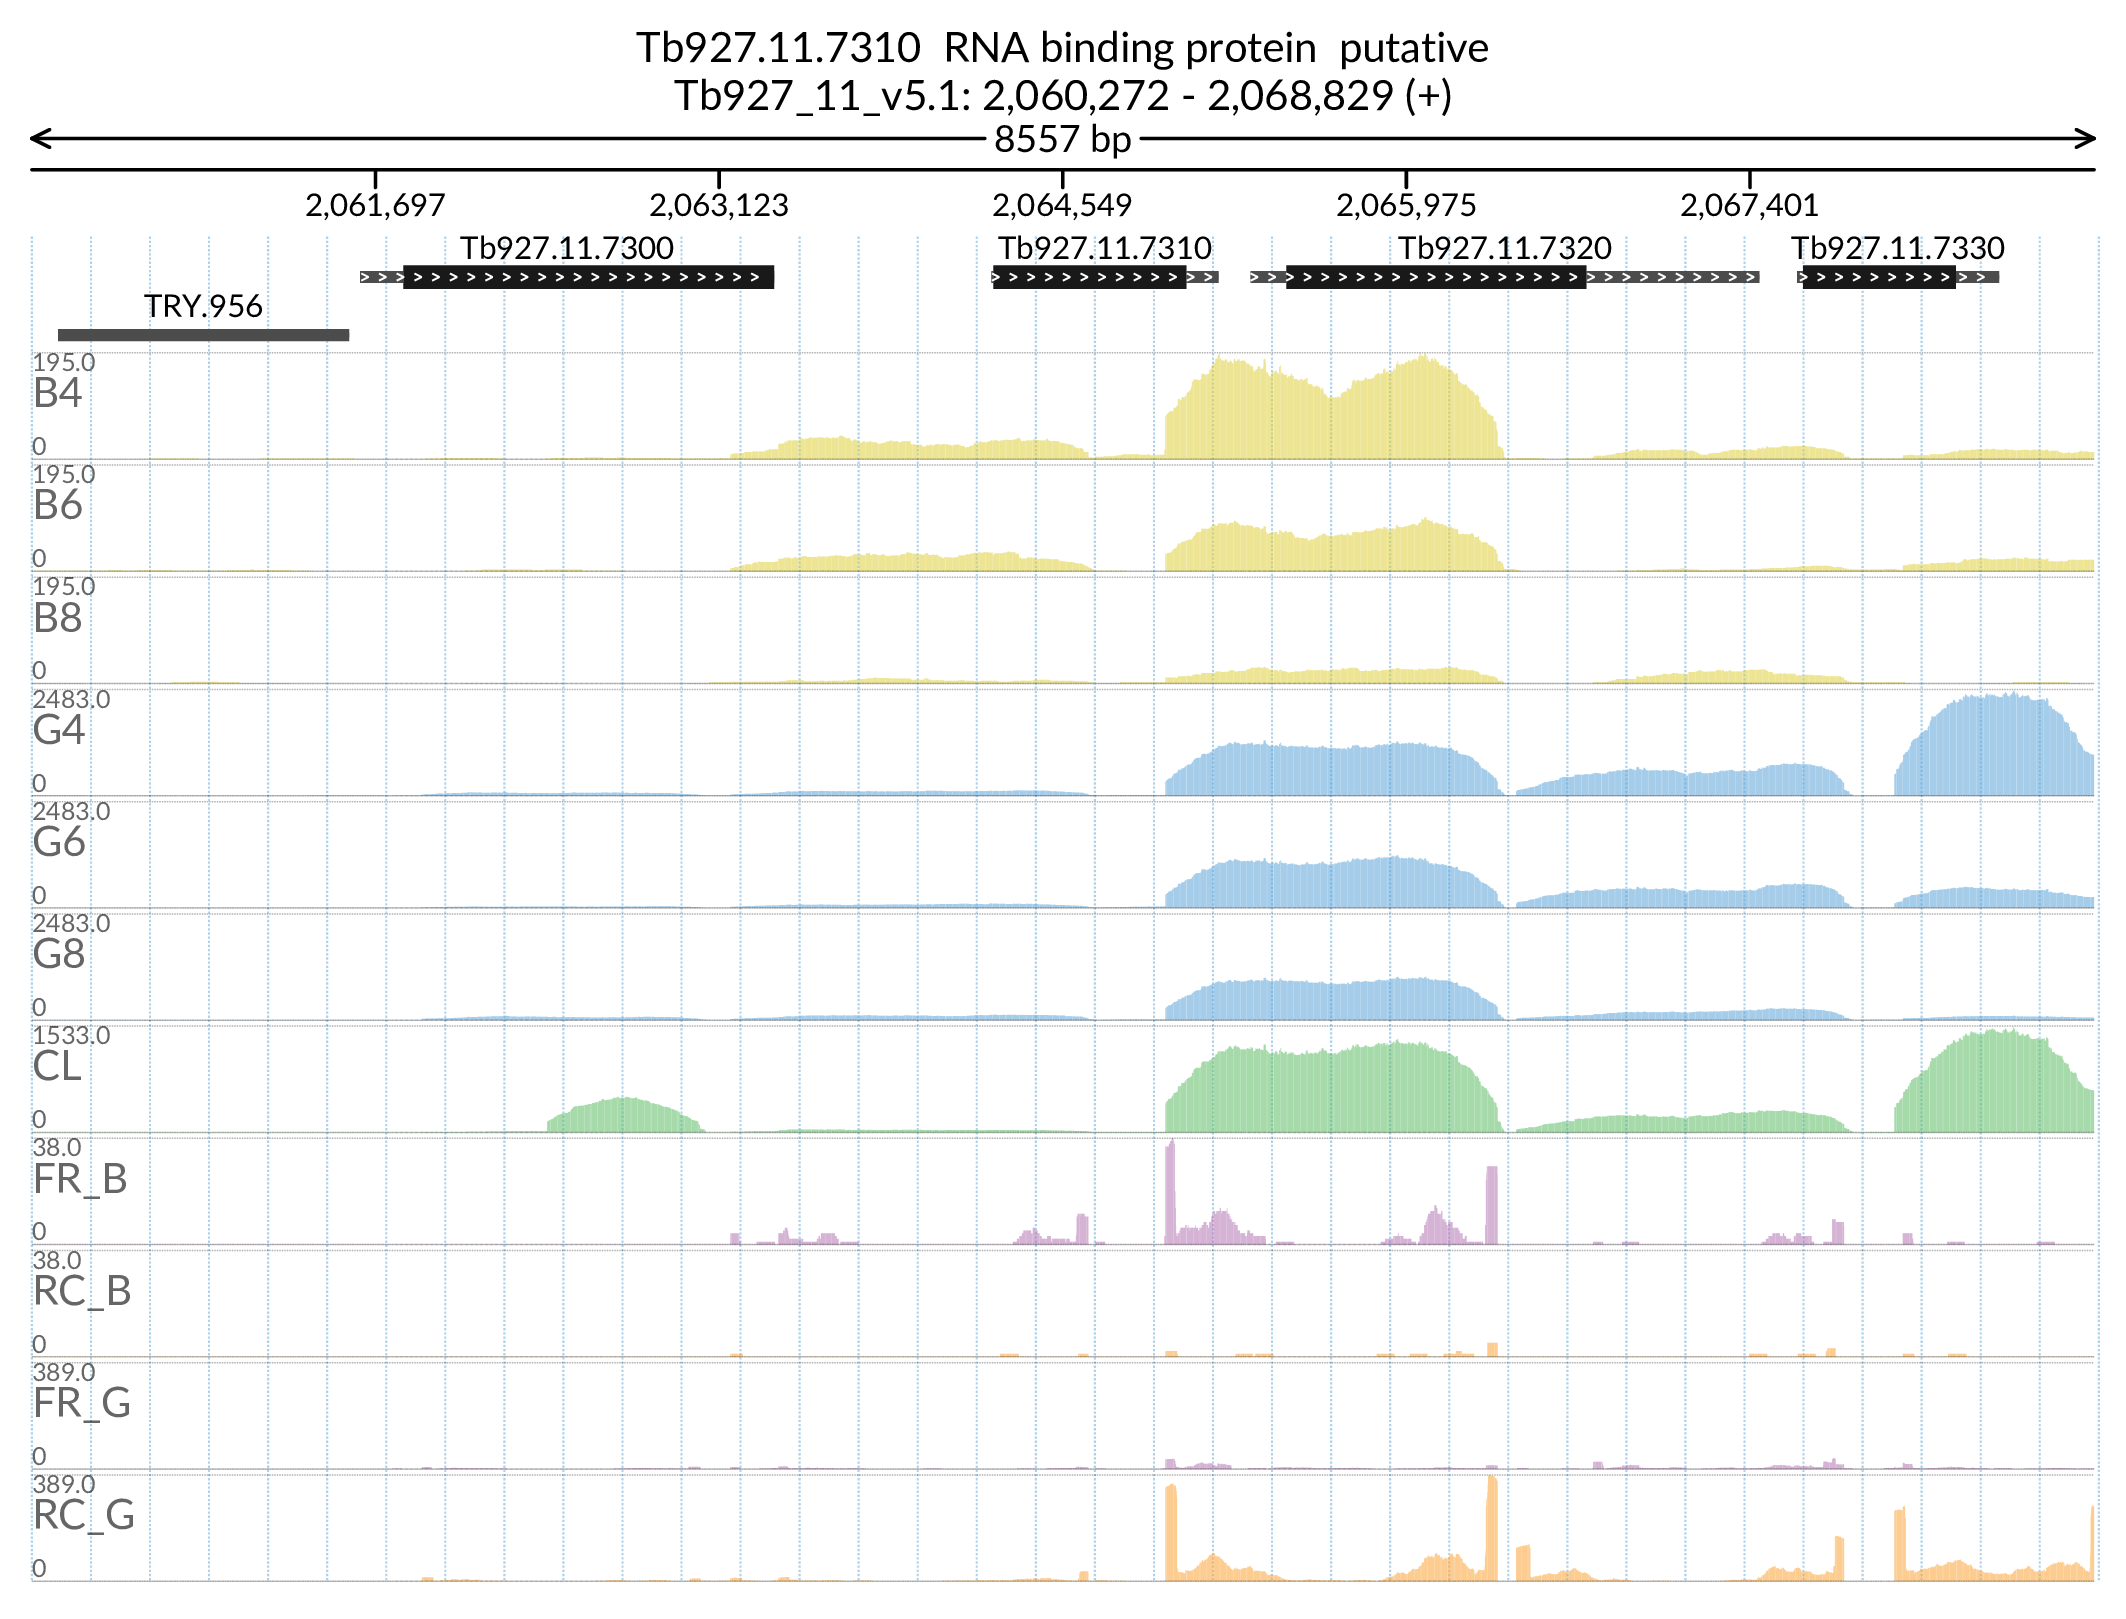 Tb927.11.7310  RNA binding protein  putative
Tb927_11_v5.1: 2,060,272 - 2,068,829 (+)
8557 bp
2,061,697 2,063,123 2,064,549 2,065,975 2,067,401
Tb927.11.7300 Tb927.11.7310 Tb927.11.7320 Tb927.11.7330
TRY.956
195.0
B4
0
195.0
B6
0
195.0
B8
0
2483.0
G4
0
2483.0
G6
0
2483.0
G8
0
1533.0
CL
0
38.0
FR_B
0
38.0
RC_B
0
389.0
FR_G
0
389.0
RC_G
0